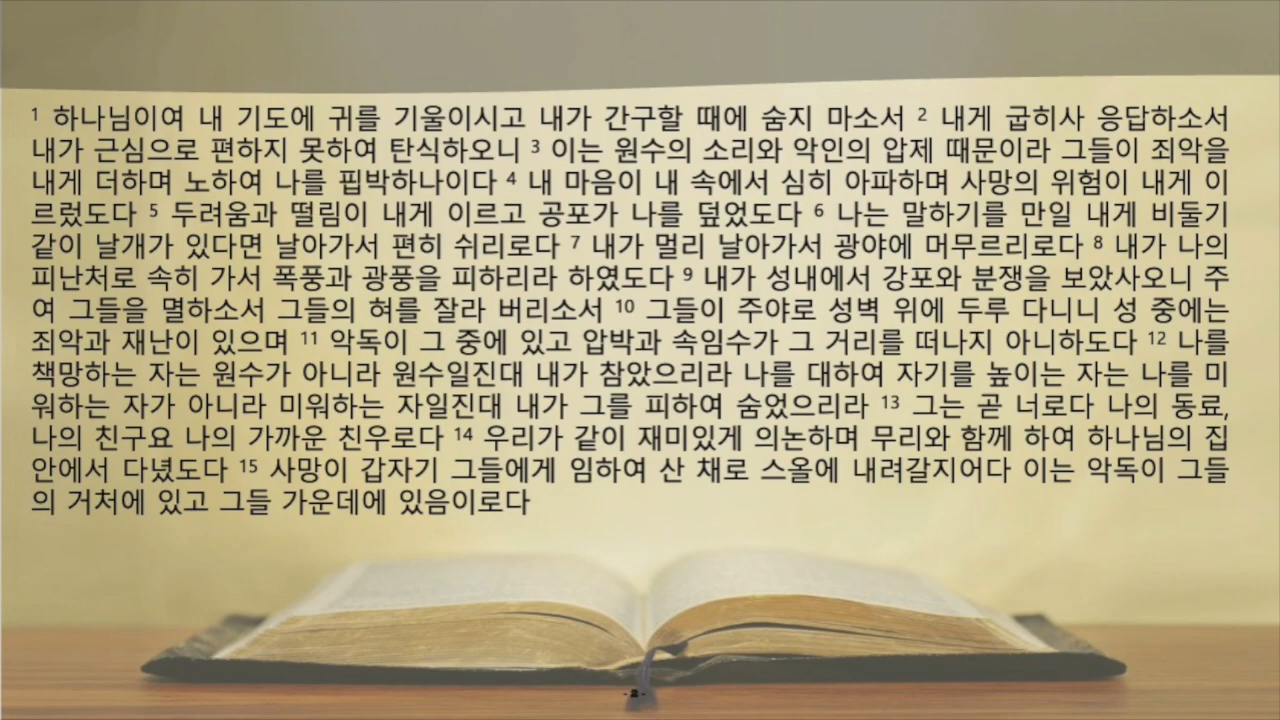 1 하나님이여 내 기도에 귀를 기울이시고 내가 간구할 때에 숨지 마소서 2 내게 굽히사 응답하소서
내가 근심으로 편하지 못하여 탄식하오니 3 이는 원수의 소리와 악인의 압제 때문이라 그들이 죄악을
내게 더하며 노하여 나를 핍박하나이다 4 내 마음이 내 속에서 심히 아파하며 사망의 위험이 내게 이
르렀도다 5 두려움과 떨림이 내게 이르고 공포가 나를 덮었도다 6 나는 말하기를 만일 내게 비둘기
같이 날개가 있다면 날아가서 편히 쉬리로다 7 내가 멀리 날아가서 광야에 머무르리로다 8 내가 나의
피난처로 속히 가서 폭풍과 광풍을 피하리라 하였도다 9 내가 성내에서 강포와 분쟁을 보았사오니 주
여 그들을 멸하소서 그들의 혀를 잘라 버리소서 10 그들이 주야로 성벽 위에 두루 다니니 성 중에는
죄악과 재난이 있으며 11 악독이 그 중에 있고 압박과 속임수가 그 거리를 떠나지 아니하도다 12 나를
책망하는 자는 원수가 아니라 원수일진대 내가 참았으리라 나를 대하여 자기를 높이는 자는 나를 미
워하는 자가 아니라 미워하는 자일진대 내가 그를 피하여 숨었으리라 13 그는 곧 너로다 나의 동료,
나의 친구요 나의 가까운 친우로다 14 우리가 같이 재미있게 의논하며 무리와 함께 하여 하나님의 집
안에서 다녔도다 15 사망이 갑자기 그들에게 임하여 산 채로 스올에 내려갈지어다 이는 악독이 그들
의 거처에 있고 그들 가운데에 있음이로다
- 2 -